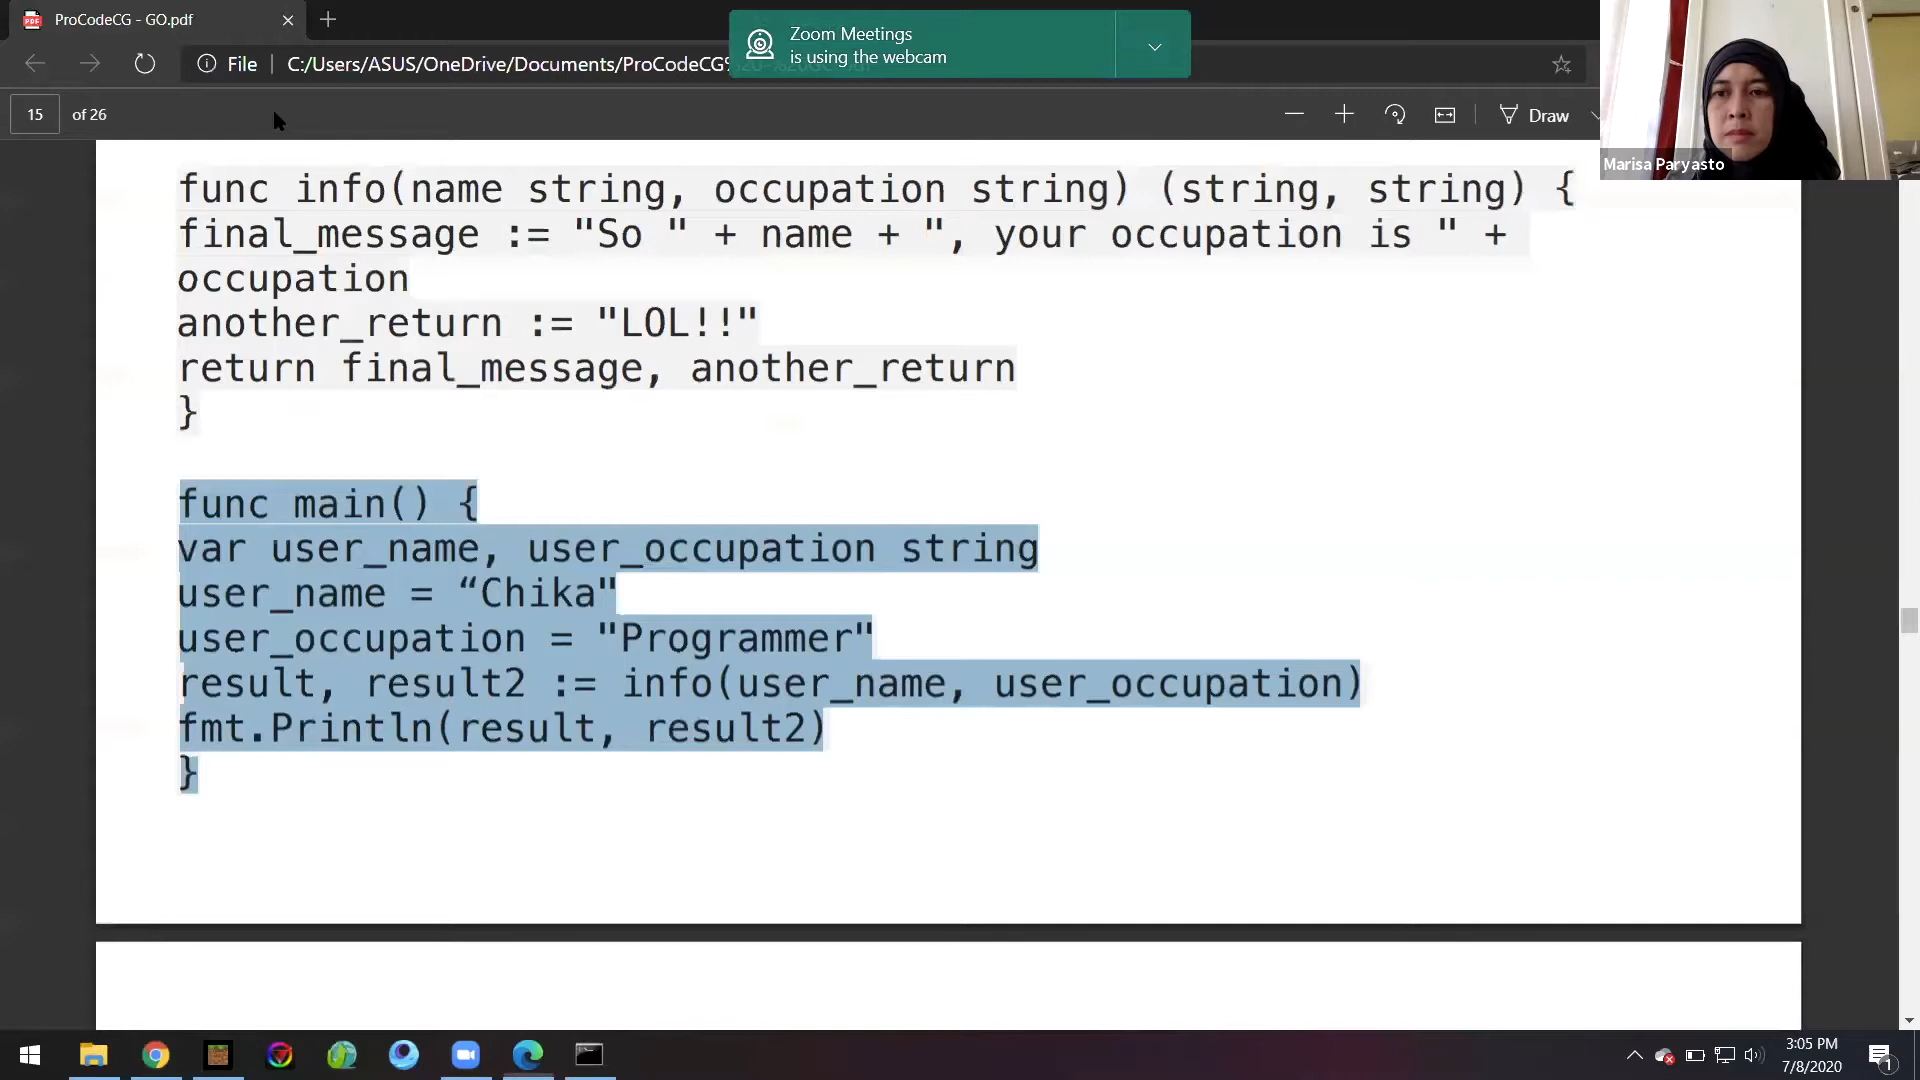 ProCodeCG - GO.pdf
Zoom Meetings
is using the webcam
File
C:/Users/ASUS/OneDrive/Documents/ProCodeCG
15 of 26
Draw
Marisa Paryasto
func info(name string, occupation string) (string, string) {
final_message := "So " + name + ", your occupation is " +
occupation
another_return := "LOL!!"
return final_message, another_return
}
func main() {
var user_name, user_occupation string
user_name = “Chika"
user_occupation = "Programmer"
result, result2 := info(user_name, user_occupation)
fmt.Println(result, result2)
}
3:05 PM
7/8/2020
1